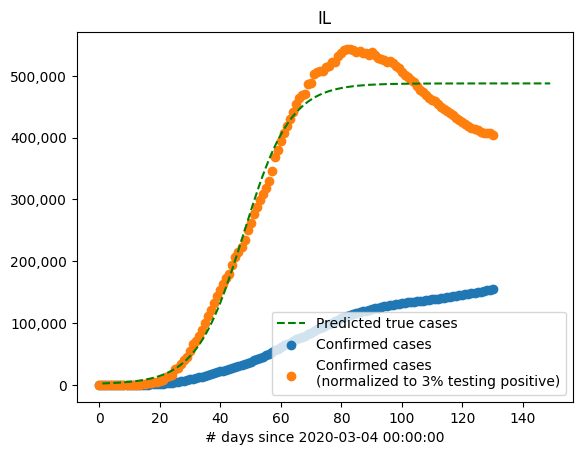 IL
500,000
400,000
300,000
200,000
100,000
0
Predicted true cases
Confirmed cases
Confirmed cases
(normalized to 3% testing positive)
0 20 40 60 80 100 120 140
# days since 2020-03-04 00:00:00